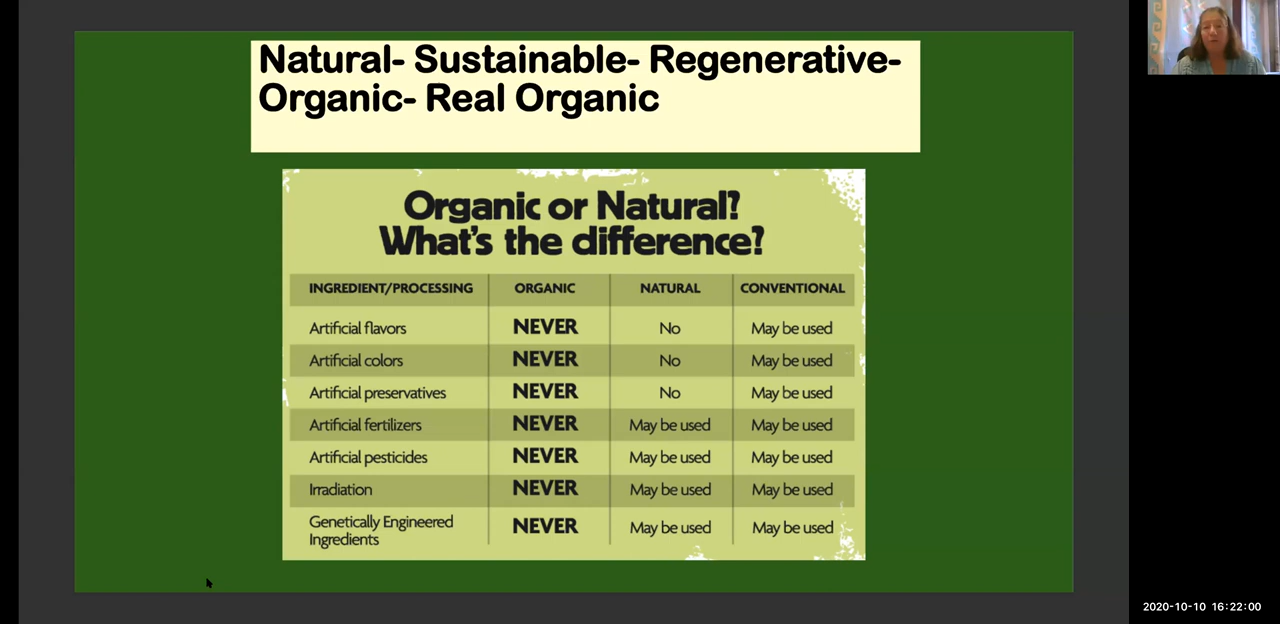 Natural- Sustainable- Regenerative-
Organic- Real Organic
Organic or Natural?
What's the difference?
INGREDIENT/PROCESSING ORGANIC NATURAL CONVENTIONAL
Artificial flavors NEVER No May be used
Artificial colors NEVER No May be used
Artificial preservatives NEVER No May be used
Artificial fertilizers NEVER May be used May be used
Artificial pesticides NEVER May be used May be used
Irradiation NEVER May be used May be used
Genetically Engineered
Ingredients NEVER May be used May be used
2020-10-10 16:22:00